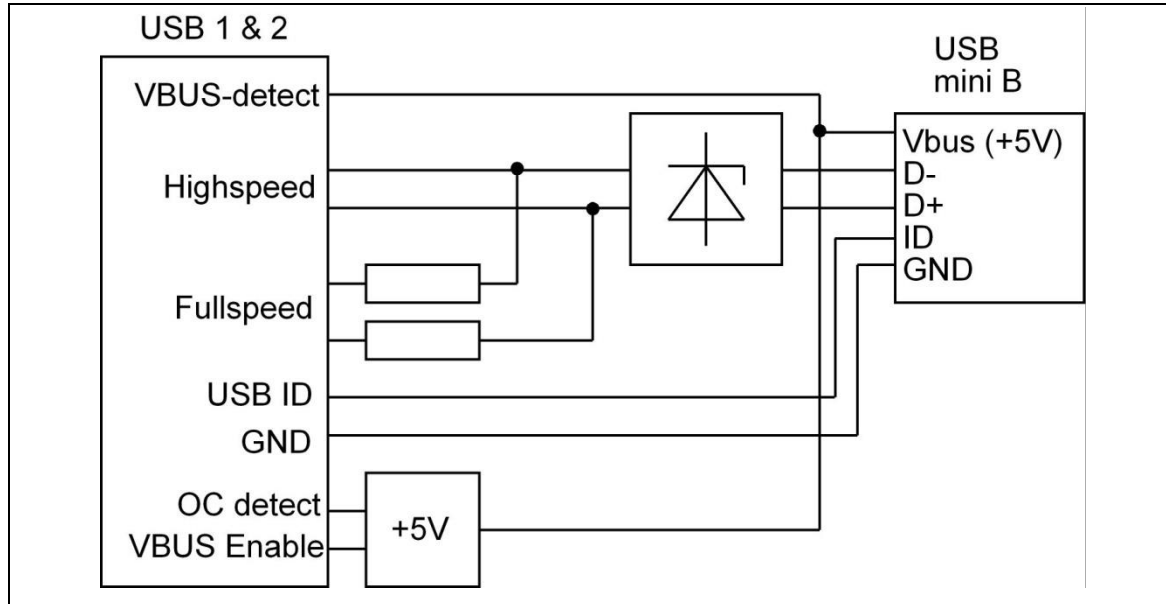 USB 1 & 2
VBUS-detect
Highspeed
Fullspeed
USB ID
GND
OC detect
VBUS Enable
+5V
USB
mini B
Vbus (+5V)
D-
D+
ID
GND